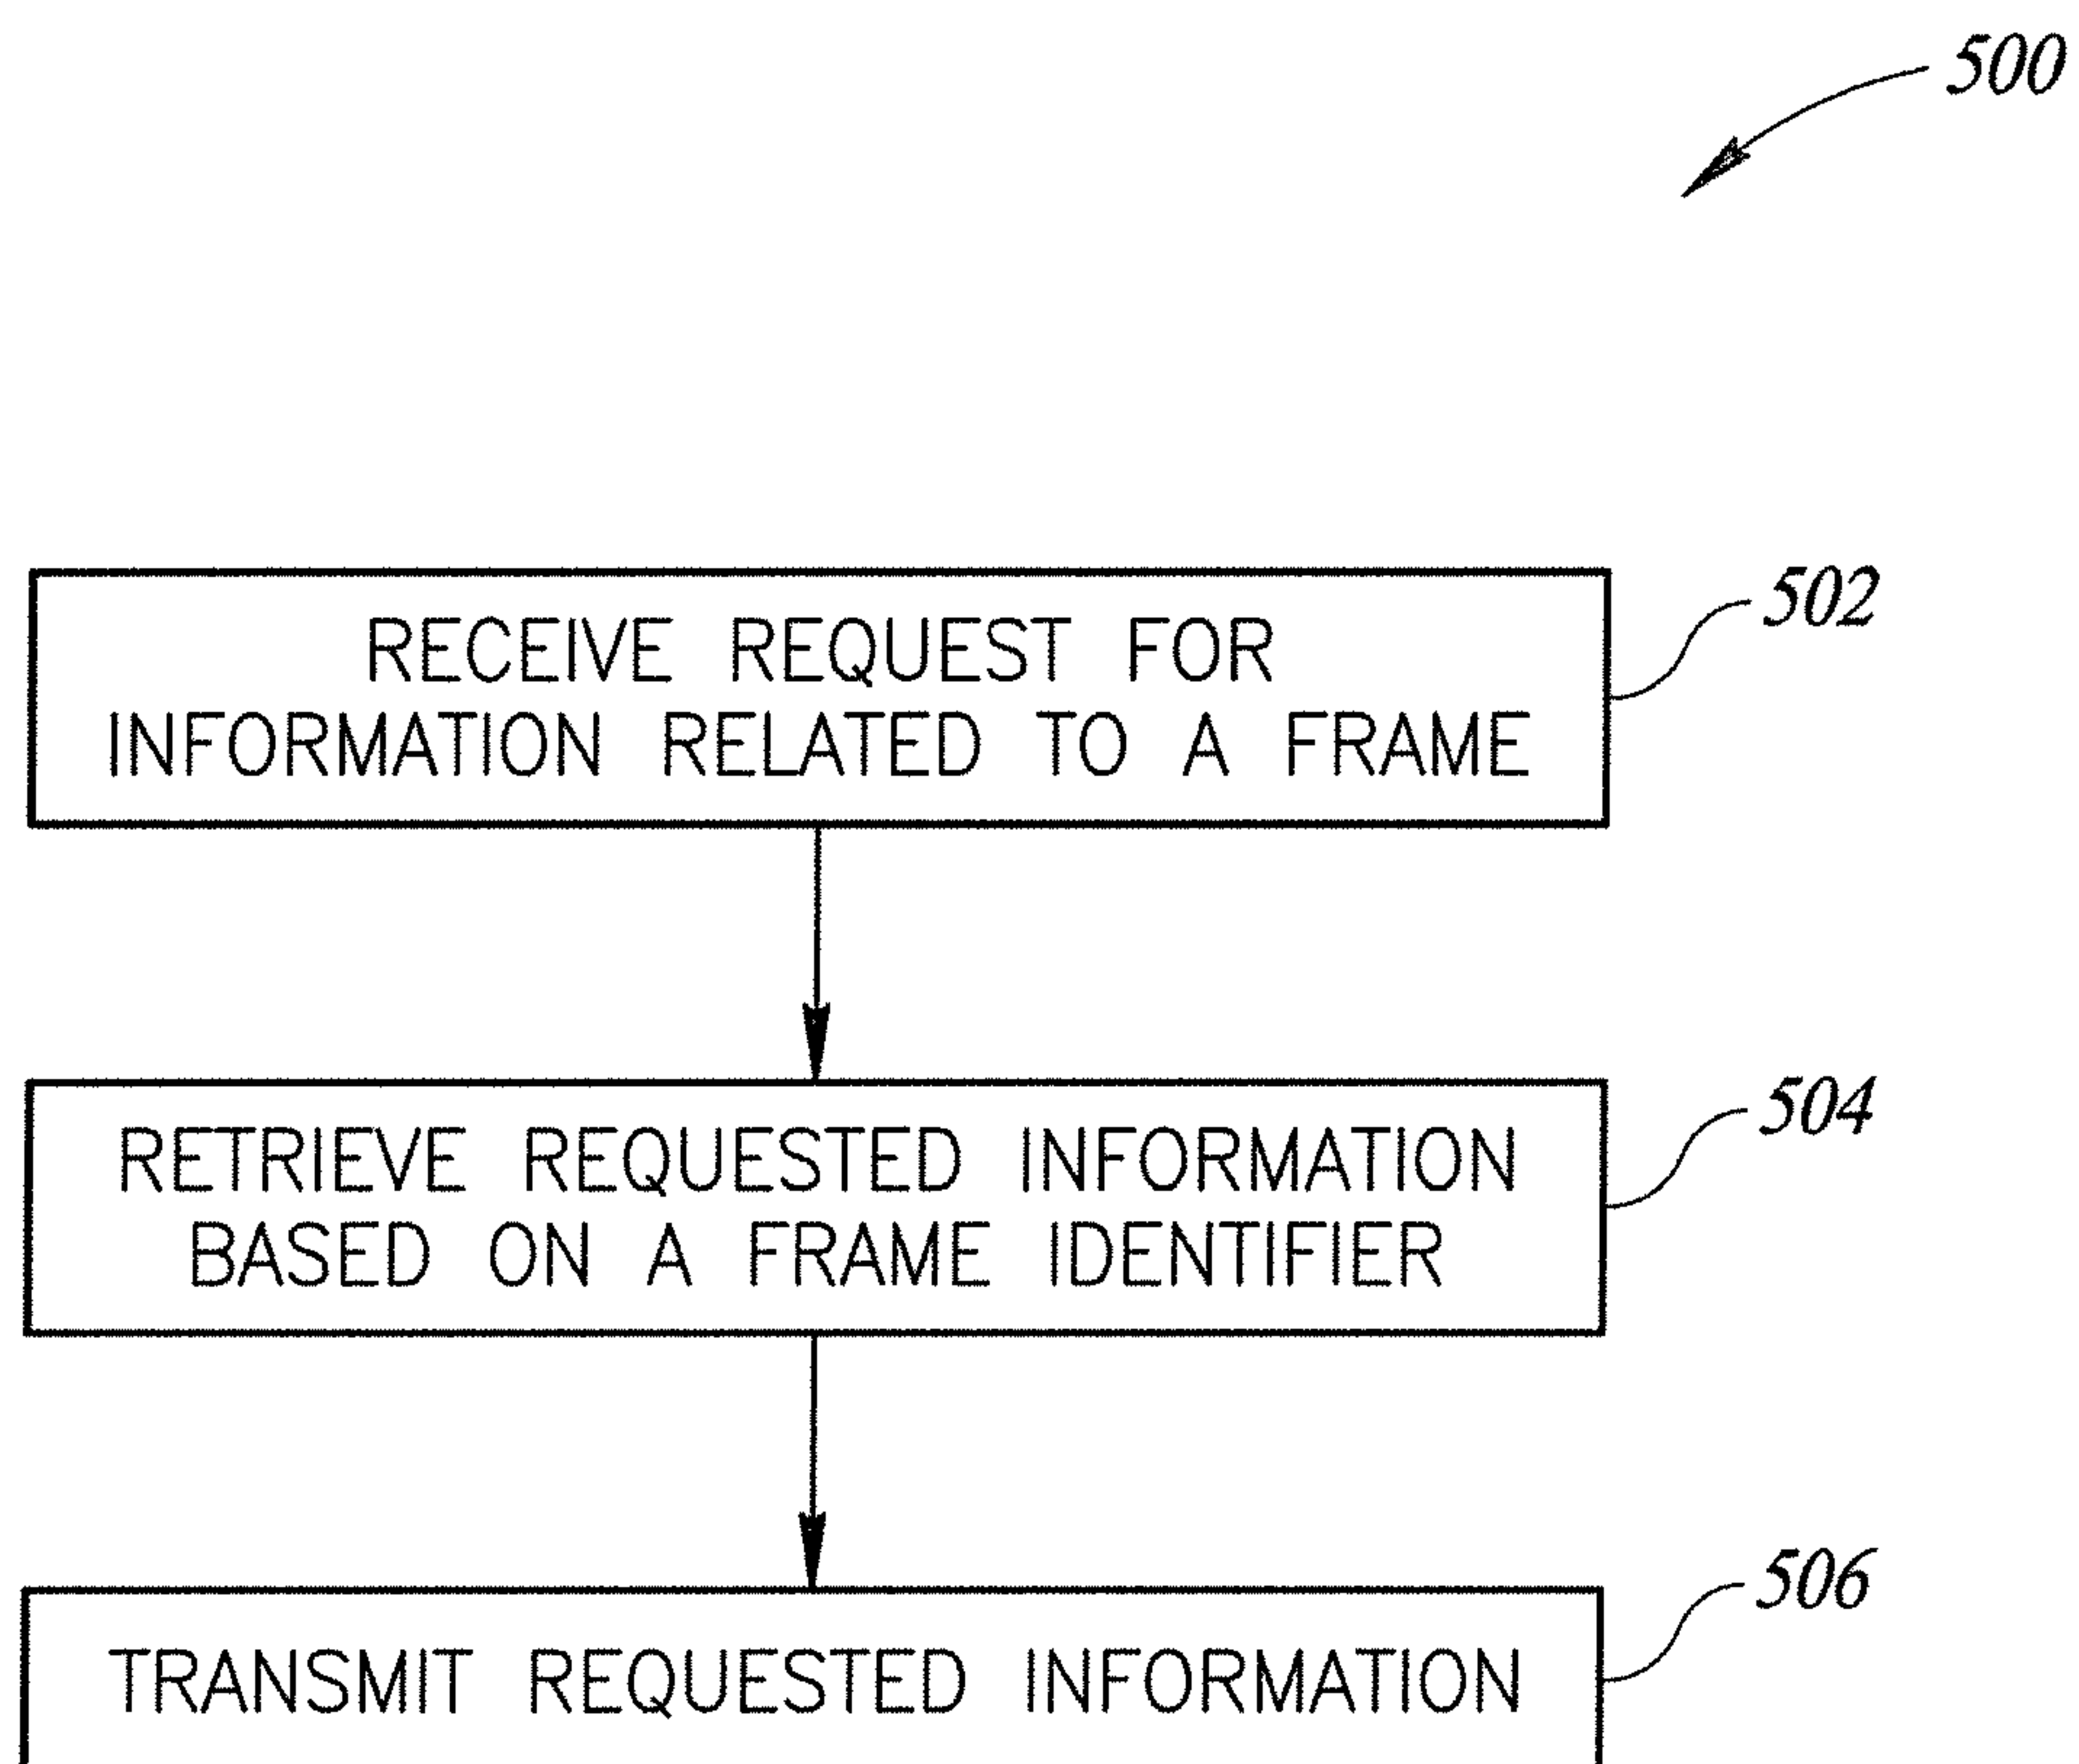 500
RECEIVE REQUEST FOR
INFORMATION RELATED TO A FRAME
502
RETRIEVE REQUESTED INFORMATION
BASED ON A FRAME IDENTIFIER
504
TRANSMIT REQUESTED INFORMATION
506